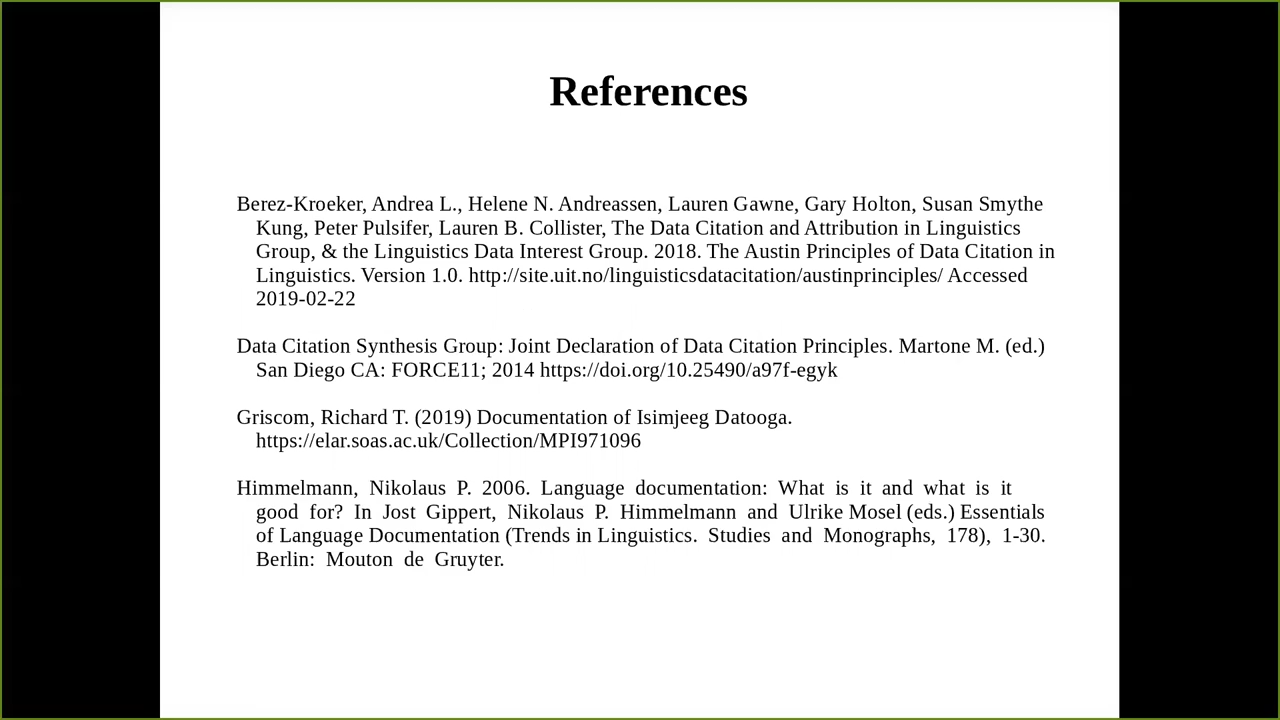 References
Berez-Kroeker, Andrea L., Helene N. Andreassen, Lauren Gawne, Gary Holton, Susan Smythe
Kung, Peter Pulsifer, Lauren B. Collister, The Data Citation and Attribution in Linguistics
Group, & the Linguistics Data Interest Group. 2018. The Austin Principles of Data Citation in
Linguistics. Version 1.0. http://site.uit.no/linguisticsdatacitation/austinprinciples/ Accessed
2019-02-22
Data Citation Synthesis Group: Joint Declaration of Data Citation Principles. Martone M. (ed.)
San Diego CA: FORCE11; 2014 https://doi.org/10.25490/a97f-egyk
Griscom, Richard T. (2019) Documentation of Isimjeeg Datooga.
https://elar.soas.ac.uk/Collection/MPI971096
Himmelmann, Nikolaus P. 2006. Language documentation: What is it and what is it
good for? In Jost Gippert, Nikolaus P. Himmelmann and Ulrike Mosel (eds.) Essentials
of Language Documentation (Trends in Linguistics. Studies and Monographs, 178), 1-30.
Berlin: Mouton de Gruyter.